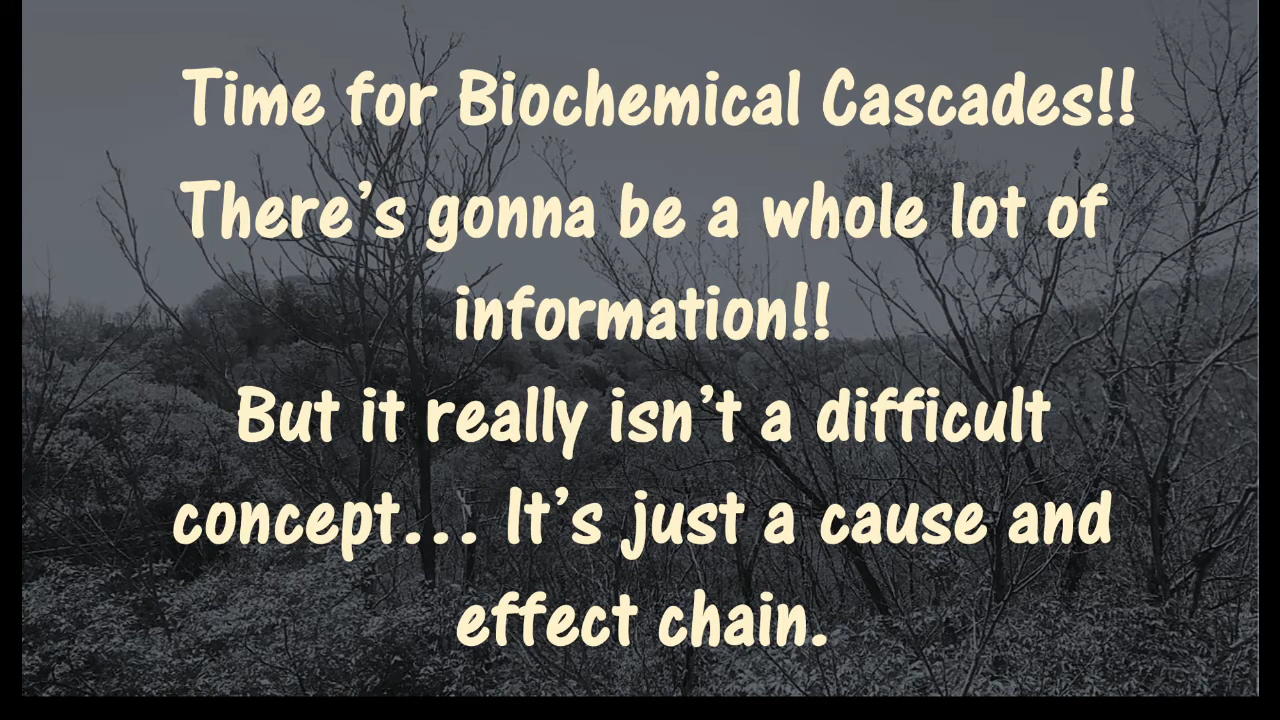 Time for Biochemical Cascades!!
There’s gonna be a whole lot of
information!!
But it really isn’t a difficult
concept... It’s just a cause and
effect chain.